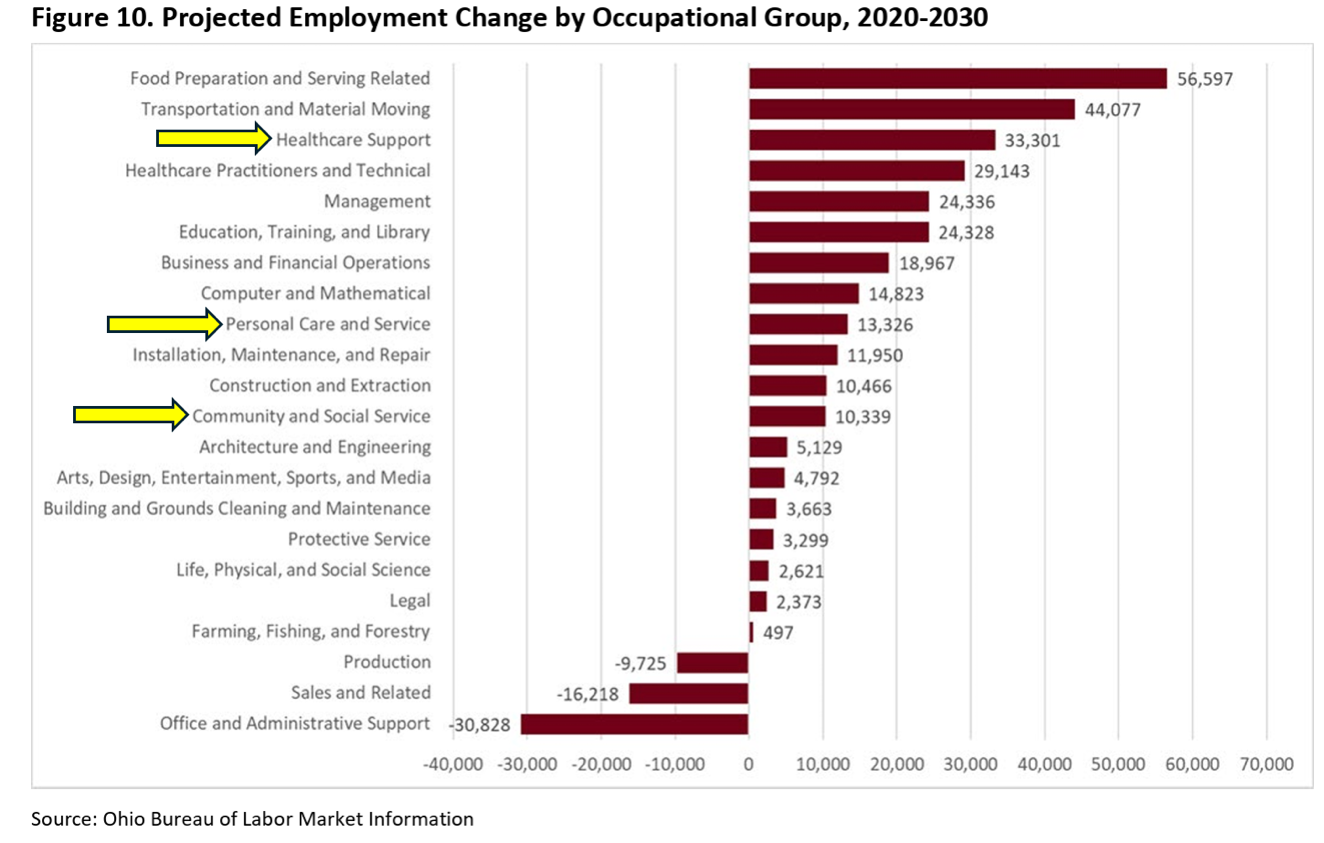 Figure 10. Projected Employment Change by Occupational Group, 2020-2030
Food Preparation and Serving Related 56,597
Transportation and Material Moving 44,077
Healthcare Support 33,301
Healthcare Practitioners and Technical 29,143
Management 24,336
Education, Training, and Library 24,328
Business and Financial Operations 18,967
Computer and Mathematical 14,823
Personal Care and Service 13,326
Installation, Maintenance, and Repair 11,950
Construction and Extraction 10,466
Community and Social Service 10,339
Architecture and Engineering 5,129
Arts, Design, Entertainment, Sports, and Media 4,792
Building and Grounds Cleaning and Maintenance 3,663
Protective Service 3,299
Life, Physical, and Social Science 2,621
Legal 2,373
Farming, Fishing, and Forestry 497
Production -9,725
Sales and Related -16,218
Office and Administrative Support -30,828
-40,000 -30,000 -20,000 -10,000 0 10,000 20,000 30,000 40,000 50,000 60,000 70,000
Source: Ohio Bureau of Labor Market Information